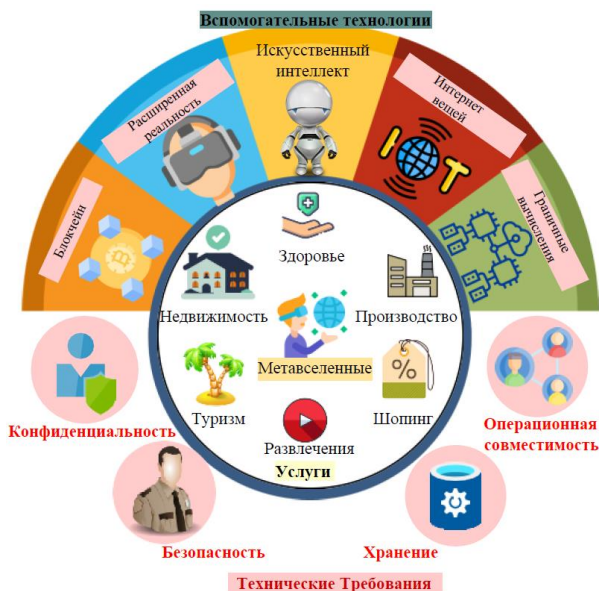 Вспомогательные технологии
Искусственный
интеллект
Расширенная
реальность
Интернет
вещей
IOT
Блокчейн
Граничные
вычисления
Здоровье
Недвижимость
Производство
Метавселенные
%
Туризм
Шопинг
Развлечения
Услуги
Конфиденциальность
Операционная
совместимость
Безопасность
Хранение
Технические Требования